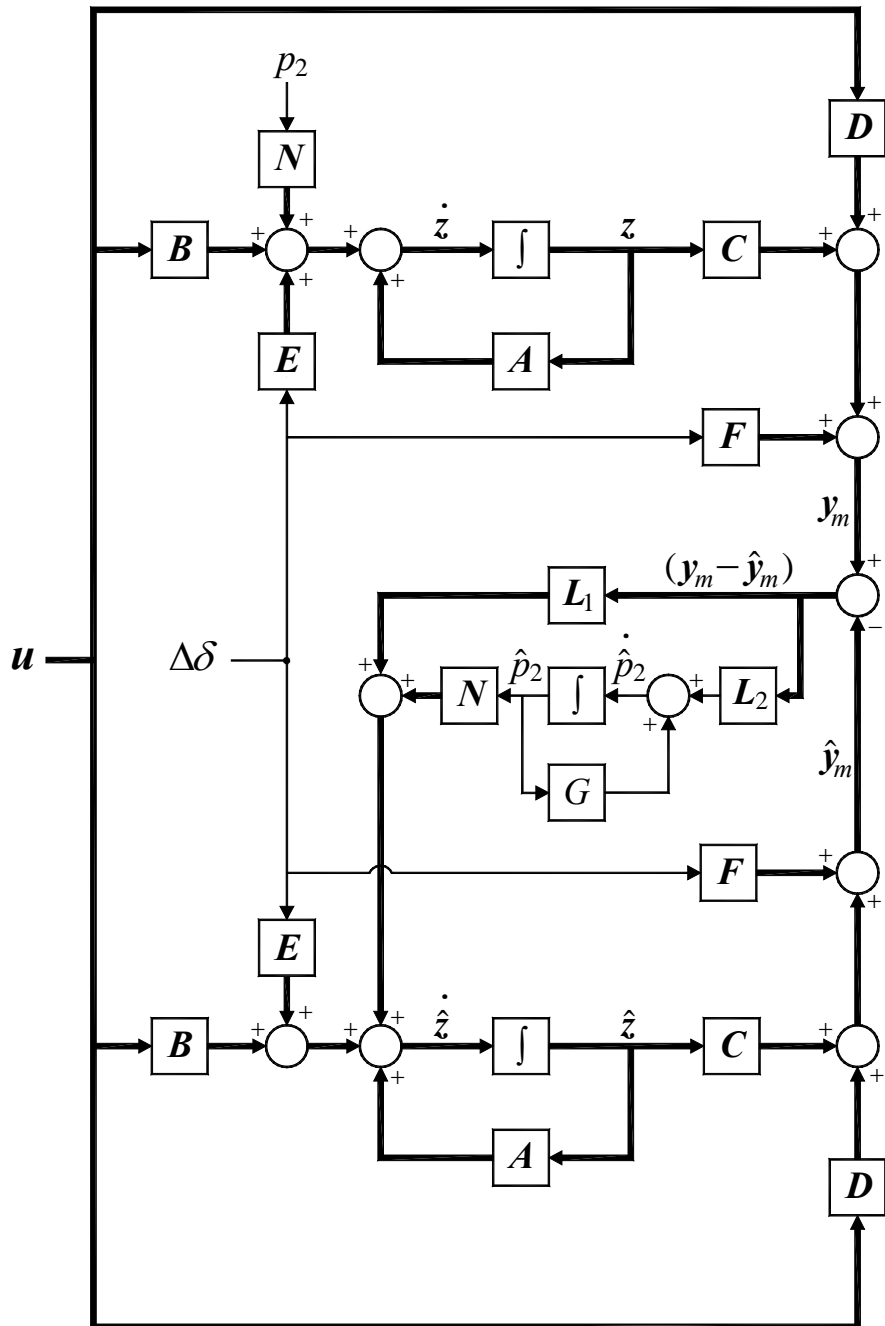 p₂
D
N
+ +
ż z
B + + + ∫ C + +
+ +
E A
+
F +
yₘ
(yₘ − ŷₘ) +
L₁
−
u Δδ p̂₂ p̂̇₂
+ + N ∫ + L₂
+
ŷₘ
G
F +
+
E
ẑ̇ ẑ
+ +
B + + ∫ C +
+ +
A
D